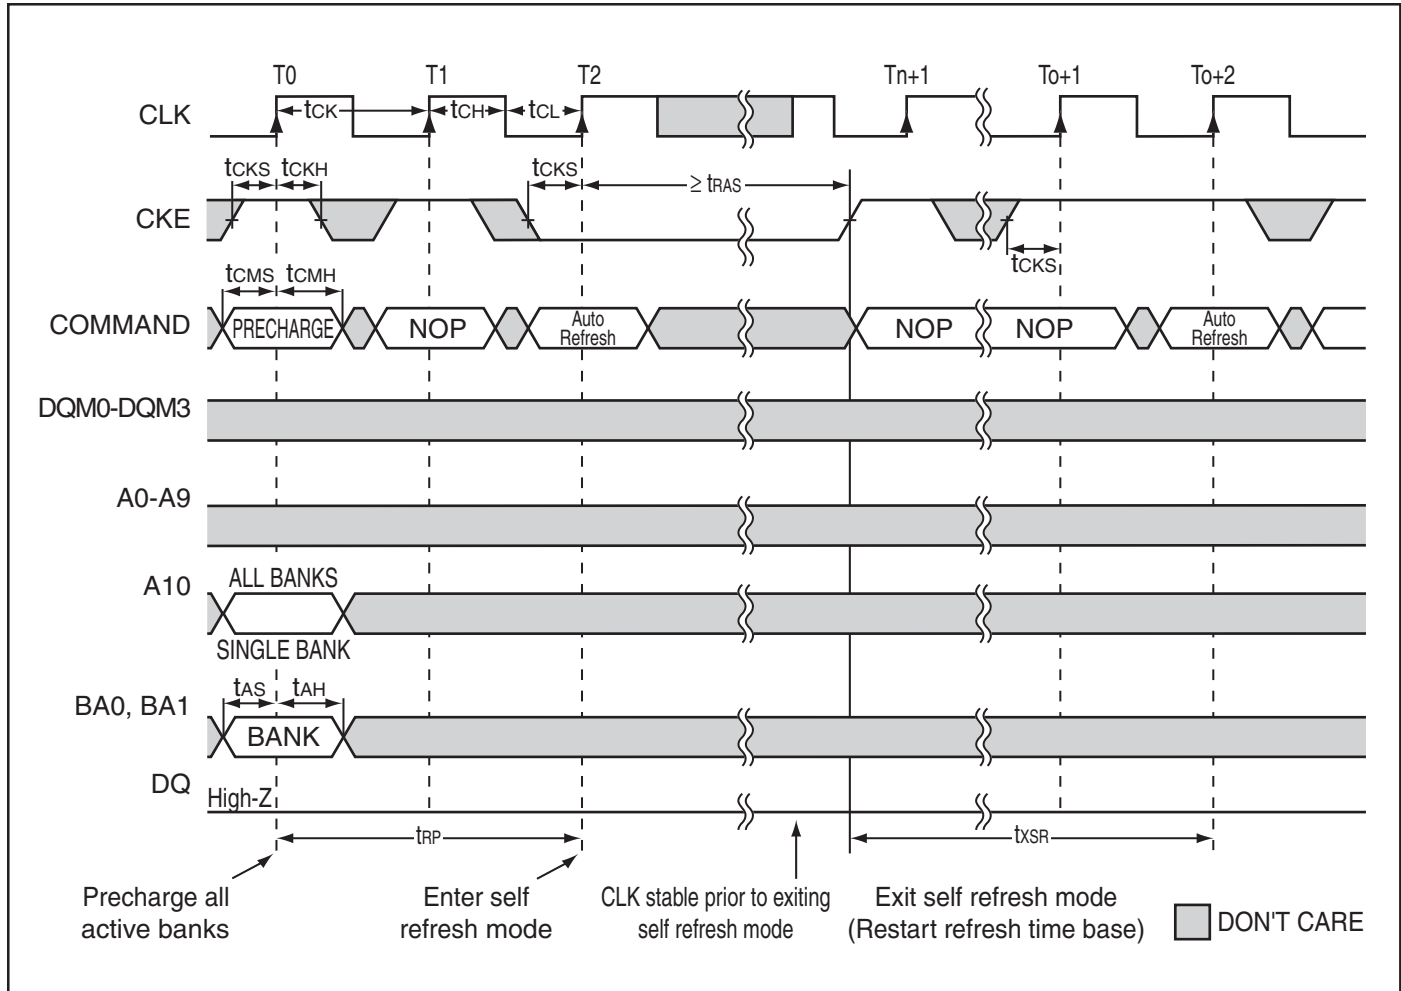 T0 T1 T2 Tn+1 To+1 To+2
CLK
tCK tCH tCL
tCKS tCKH tCKS ≥ tRAS
CKE
tCKS
tCMS tCMH
COMMAND PRECHARGE NOP Auto Refresh NOP NOP Auto Refresh
DQM0-DQM3
A0-A9
A10 ALL BANKS
SINGLE BANK
tAS tAH
BA0, BA1 BANK
DQ
High-Z
tRP tXSR
Precharge all
active banks
Enter self
refresh mode
CLK stable prior to exiting
self refresh mode
Exit self refresh mode
(Restart refresh time base)
DON'T CARE